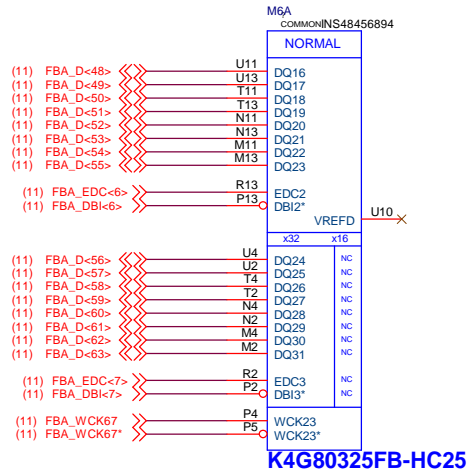 M6A
COMMON INS48456894
NORMAL
(11) FBA_D<48> U11 DQ16
(11) FBA_D<49> U13 DQ17
(11) FBA_D<50> T11 DQ18
(11) FBA_D<51> T13 DQ19
(11) FBA_D<52> N11 DQ20
(11) FBA_D<53> N13 DQ21
(11) FBA_D<54> M11 DQ22
(11) FBA_D<55> M13 DQ23
(11) FBA_EDC<6> R13 EDC2
(11) FBA_DBI<6> P13 DBI2*
VREFD U10
x32 x16
(11) FBA_D<56> U4 DQ24 NC
(11) FBA_D<57> U2 DQ25 NC
(11) FBA_D<58> T4 DQ26 NC
(11) FBA_D<59> T2 DQ27 NC
(11) FBA_D<60> N4 DQ28 NC
(11) FBA_D<61> N2 DQ29 NC
(11) FBA_D<62> M4 DQ30 NC
(11) FBA_D<63> M2 DQ31 NC
(11) FBA_EDC<7> R2 EDC3 NC
(11) FBA_DBI<7> P2 DBI3* NC
(11) FBA_WCK67 P4 WCK23
(11) FBA_WCK67* P5 WCK23*
K4G80325FB-HC25